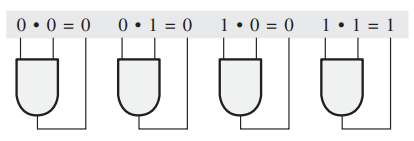 0 • 0 = 0 0 • 1 = 0 1 • 0 = 0 1 • 1 = 1